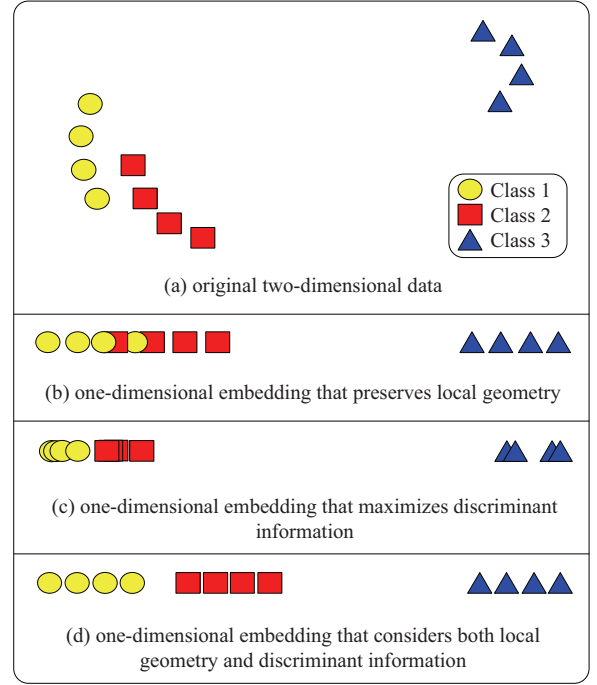 Class 1
Class 2
Class 3
(a) original two-dimensional data
(b) one-dimensional embedding that preserves local geometry
(c) one-dimensional embedding that maximizes discriminant
information
(d) one-dimensional embedding that considers both local
geometry and discriminant information